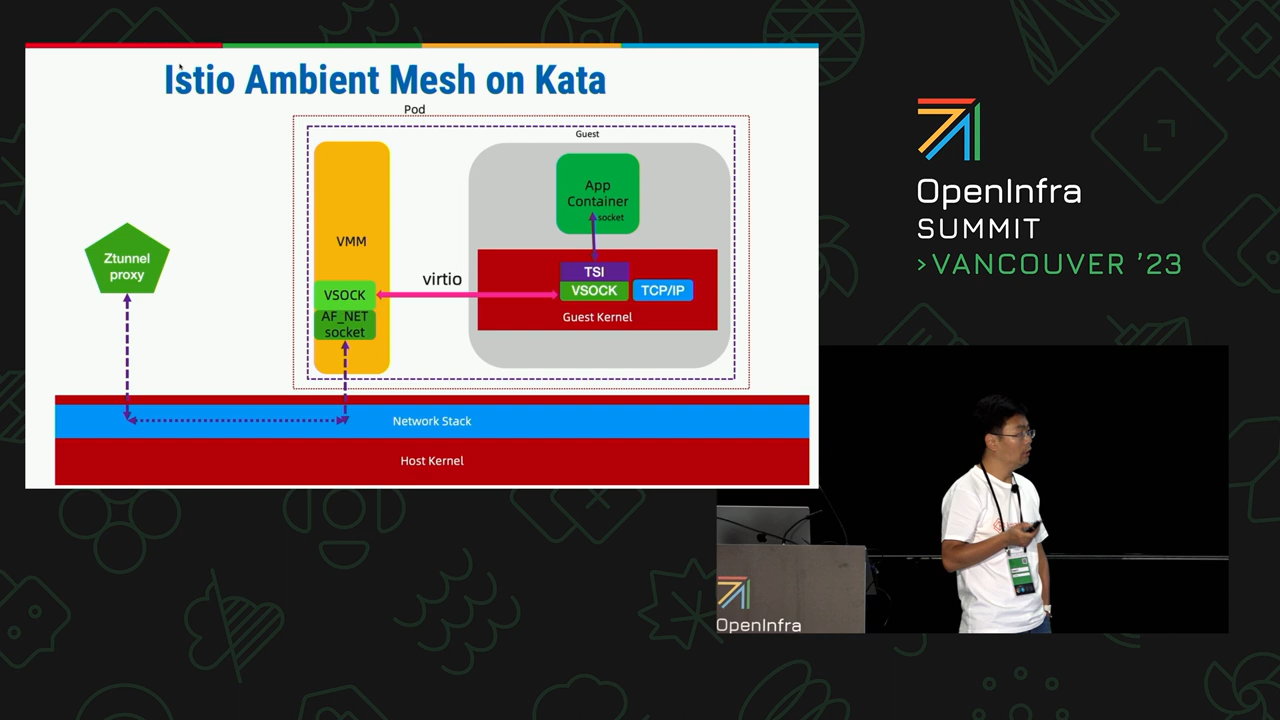 Istio Ambient Mesh on Kata
Pod
Guest
App
Container
socket
VMM
Ztunnel
proxy
virtio
TSI
VSOCK
VSOCK
TCP/IP
AF_NET
socket
Guest Kernel
Network Stack
Host Kernel
OpenInfra
SUMMIT
>VANCOUVER '23
OpenInfra